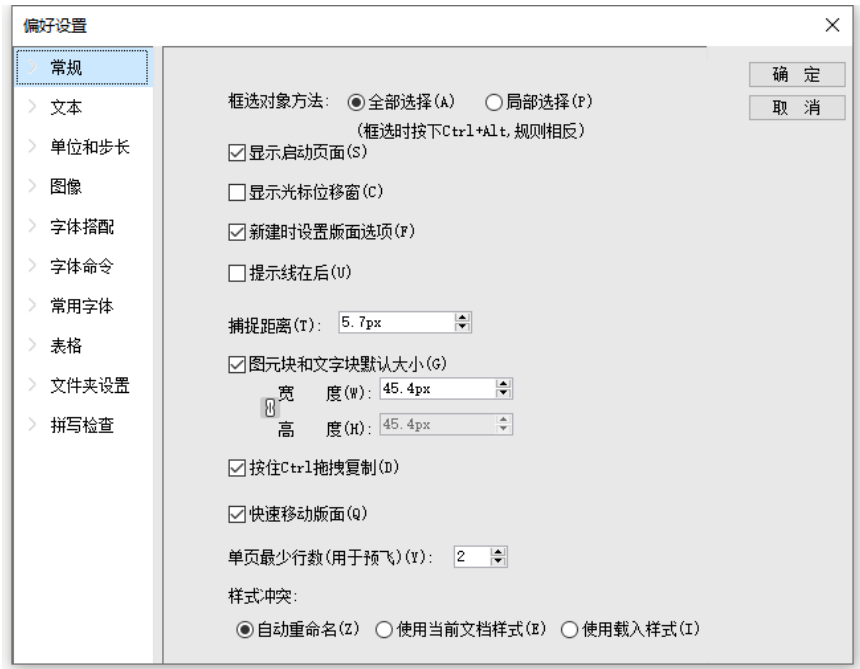 偏好设置
常规
文本
单位和步长
图像
字体搭配
字体命令
常用字体
表格
文件夹设置
拼写检查
确 定
取 消
框选对象方法: 全部选择(A) 局部选择(P)
(框选时按下Ctrl+Alt,规则相反)
显示启动页面(S)
显示光标位移窗(C)
新建时设置版面选项(F)
提示线在后(U)
捕捉距离(T): 5.7px
图元块和文字块默认大小(G)
宽 度(W): 45.4px
高 度(H): 45.4px
按住Ctrl拖拽复制(D)
快速移动版面(Q)
单页最少行数(用于预飞)(Y): 2
样式冲突:
自动重命名(Z) 使用当前文档样式(E) 使用载入样式(I)